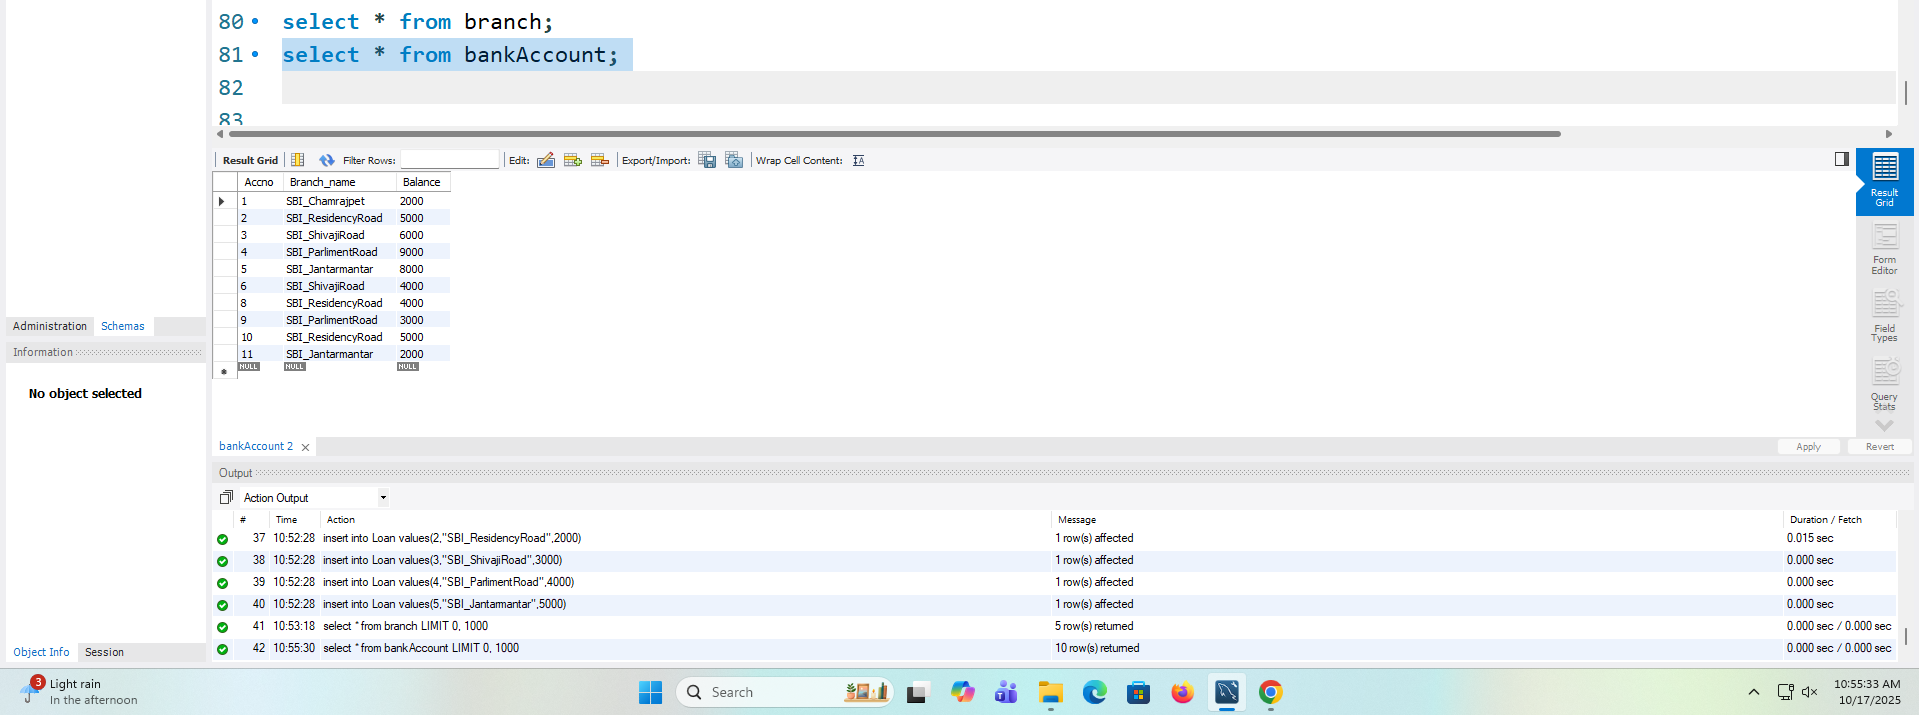 80 select * from branch;
81 select * from bankAccount;
82
83
Result Grid Filter Rows: Edit: Export/Import: Wrap Cell Content:
Accno Branch_name Balance
1 SBI_Chamrajpet 2000
2 SBI_ResidencyRoad 5000
3 SBI_ShivajiRoad 6000
4 SBI_ParlimentRoad 9000
5 SBI_Jantarmantar 8000
6 SBI_ShivajiRoad 4000
8 SBI_ResidencyRoad 4000
9 SBI_ParlimentRoad 3000
10 SBI_ResidencyRoad 5000
11 SBI_Jantarmantar 2000
NULL NULL NULL
Result
Grid
Form
Editor
Field
Types
Query
Stats
Administration Schemas
Information
No object selected
bankAccount 2
Apply Revert
Output
Action Output
# Time Action Message Duration / Fetch
37 10:52:28 insert into Loan values(2,"SBI_ResidencyRoad",2000) 1 row(s) affected 0.015 sec
38 10:52:28 insert into Loan values(3,"SBI_ShivajiRoad",3000) 1 row(s) affected 0.000 sec
39 10:52:28 insert into Loan values(4,"SBI_ParlimentRoad",4000) 1 row(s) affected 0.000 sec
40 10:52:28 insert into Loan values(5,"SBI_Jantarmantar",5000) 1 row(s) affected 0.000 sec
41 10:53:18 select * from branch LIMIT 0, 1000 5 row(s) returned 0.000 sec / 0.000 sec
42 10:55:30 select * from bankAccount LIMIT 0, 1000 10 row(s) returned 0.000 sec / 0.000 sec
Object Info Session
3
Light rain
In the afternoon
Search
10:55:33 AM
10/17/2025